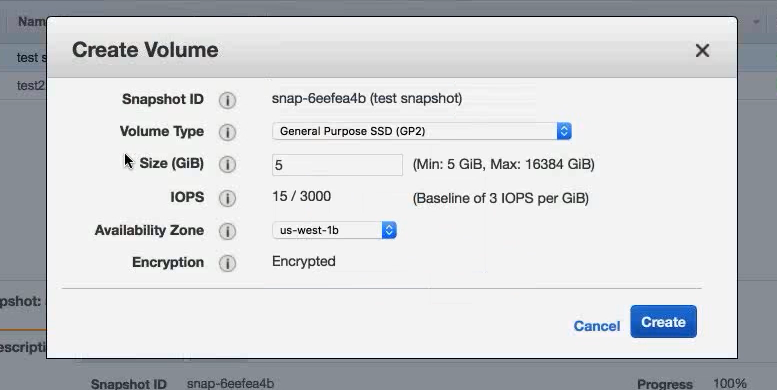 Nam
Create Volume
test s
test2
Snapshot ID i snap-6eefea4b (test snapshot)
Volume Type i General Purpose SSD (GP2)
Size (GiB) i 5 (Min: 5 GiB, Max: 16384 GiB)
IOPS i 15 / 3000 (Baseline of 3 IOPS per GiB)
Availability Zone i us-west-1b
Encryption i Encrypted
pshot:
Cancel Create
escripti
Snapshot ID snap-6eefea4b Progress 100%